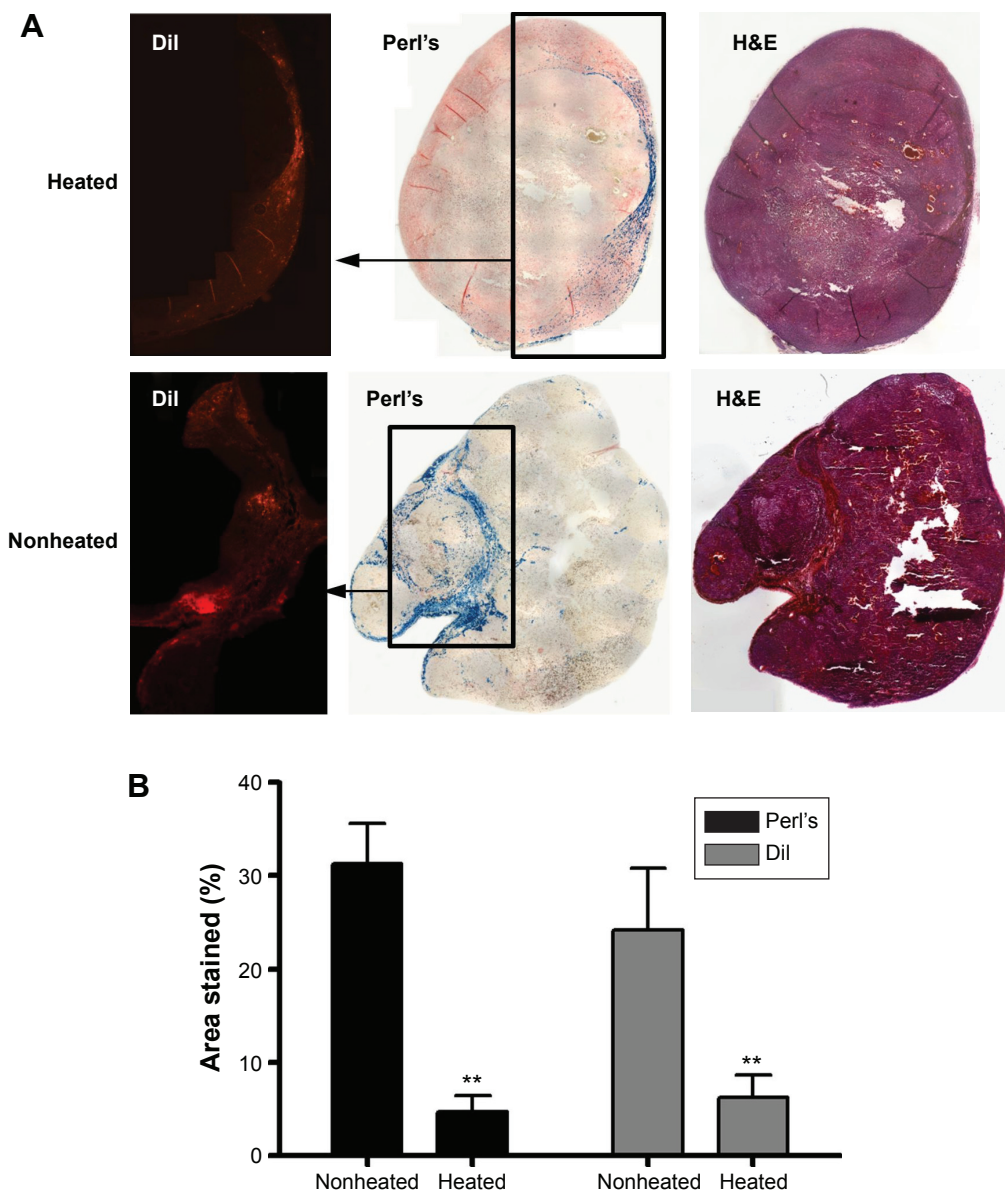 A
DiI
Perl's
H&E
Heated
DiI
Perl's
H&E
Nonheated
B
40
30
20
10
0
Area stained (%)
Perl's
DiI
**
**
Nonheated
Heated
Nonheated
Heated